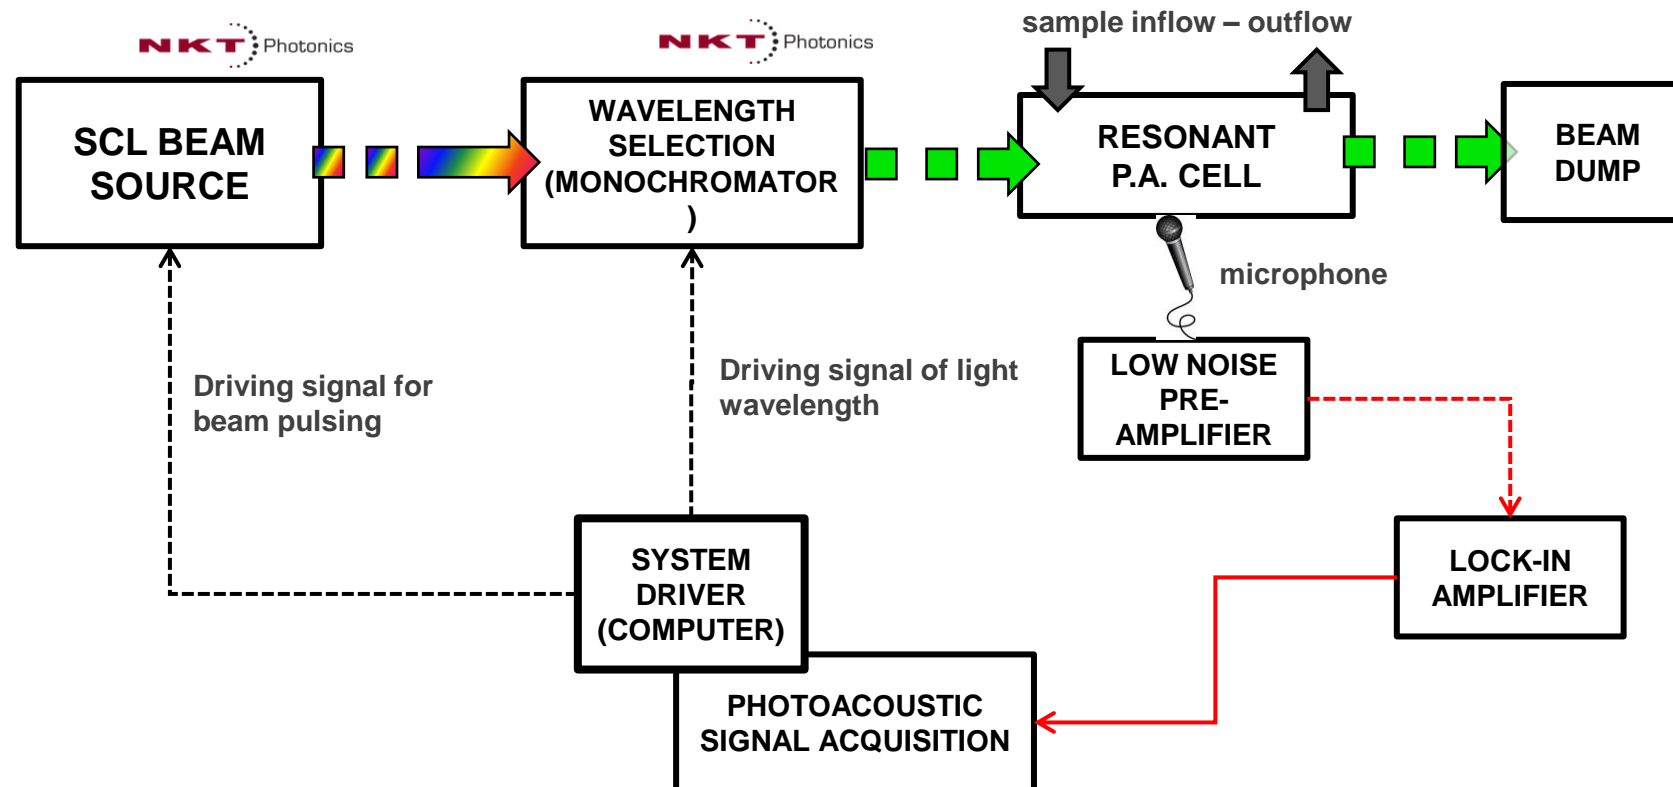 NKT Photonics
NKT Photonics
sample inflow – outflow
SCL BEAM
SOURCE
WAVELENGTH
SELECTION
(MONOCHROMATOR
)
RESONANT
P.A. CELL
BEAM
DUMP
microphone
LOW NOISE
PRE-
AMPLIFIER
Driving signal for
beam pulsing
Driving signal of light
wavelength
SYSTEM
DRIVER
(COMPUTER)
LOCK-IN
AMPLIFIER
PHOTOACOUSTIC
SIGNAL ACQUISITION